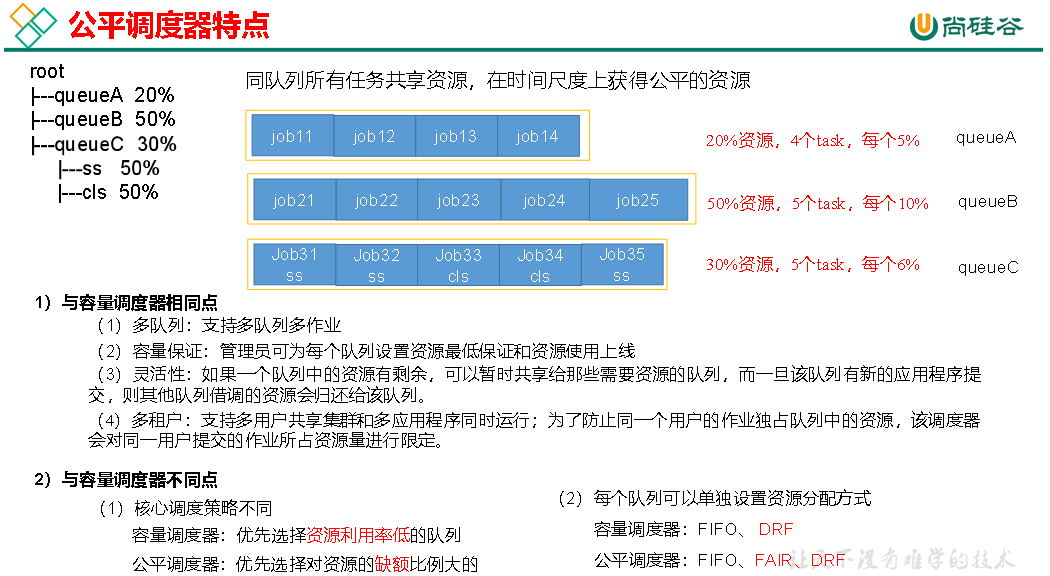 公平调度器特点
尚硅谷
root
|---queueA 20%
|---queueB 50%
|---queueC 30%
|---ss 50%
|---cls 50%
同队列所有任务共享资源，在时间尺度上获得公平的资源
job11 job12 job13 job14
20%资源，4个task，每个5%
queueA
job21 job22 job23 job24 job25
50%资源，5个task，每个10%
queueB
Job31 Job32 Job33 Job34 Job35
ss ss cls cls ss
30%资源，5个task，每个6%
queueC
1）与容量调度器相同点
（1）多队列：支持多队列多作业
（2）容量保证：管理员可为每个队列设置资源最低保证和资源使用上线
（3）灵活性：如果一个队列中的资源有剩余，可以暂时共享给那些需要资源的队列，而一旦该队列有新的应用程序提
交，则其他队列借调的资源会归还给该队列。
（4）多租户：支持多用户共享集群和多应用程序同时运行；为了防止同一个用户的作业独占队列中的资源，该调度器
会对同一用户提交的作业所占资源量进行限定。
2）与容量调度器不同点
（1）核心调度策略不同
容量调度器：优先选择资源利用率低的队列
公平调度器：优先选择对资源的缺额比例大的
（2）每个队列可以单独设置资源分配方式
容量调度器：FIFO、 DRF
公平调度器：FIFO、FAIR、DRF
让天下没有难学的技术